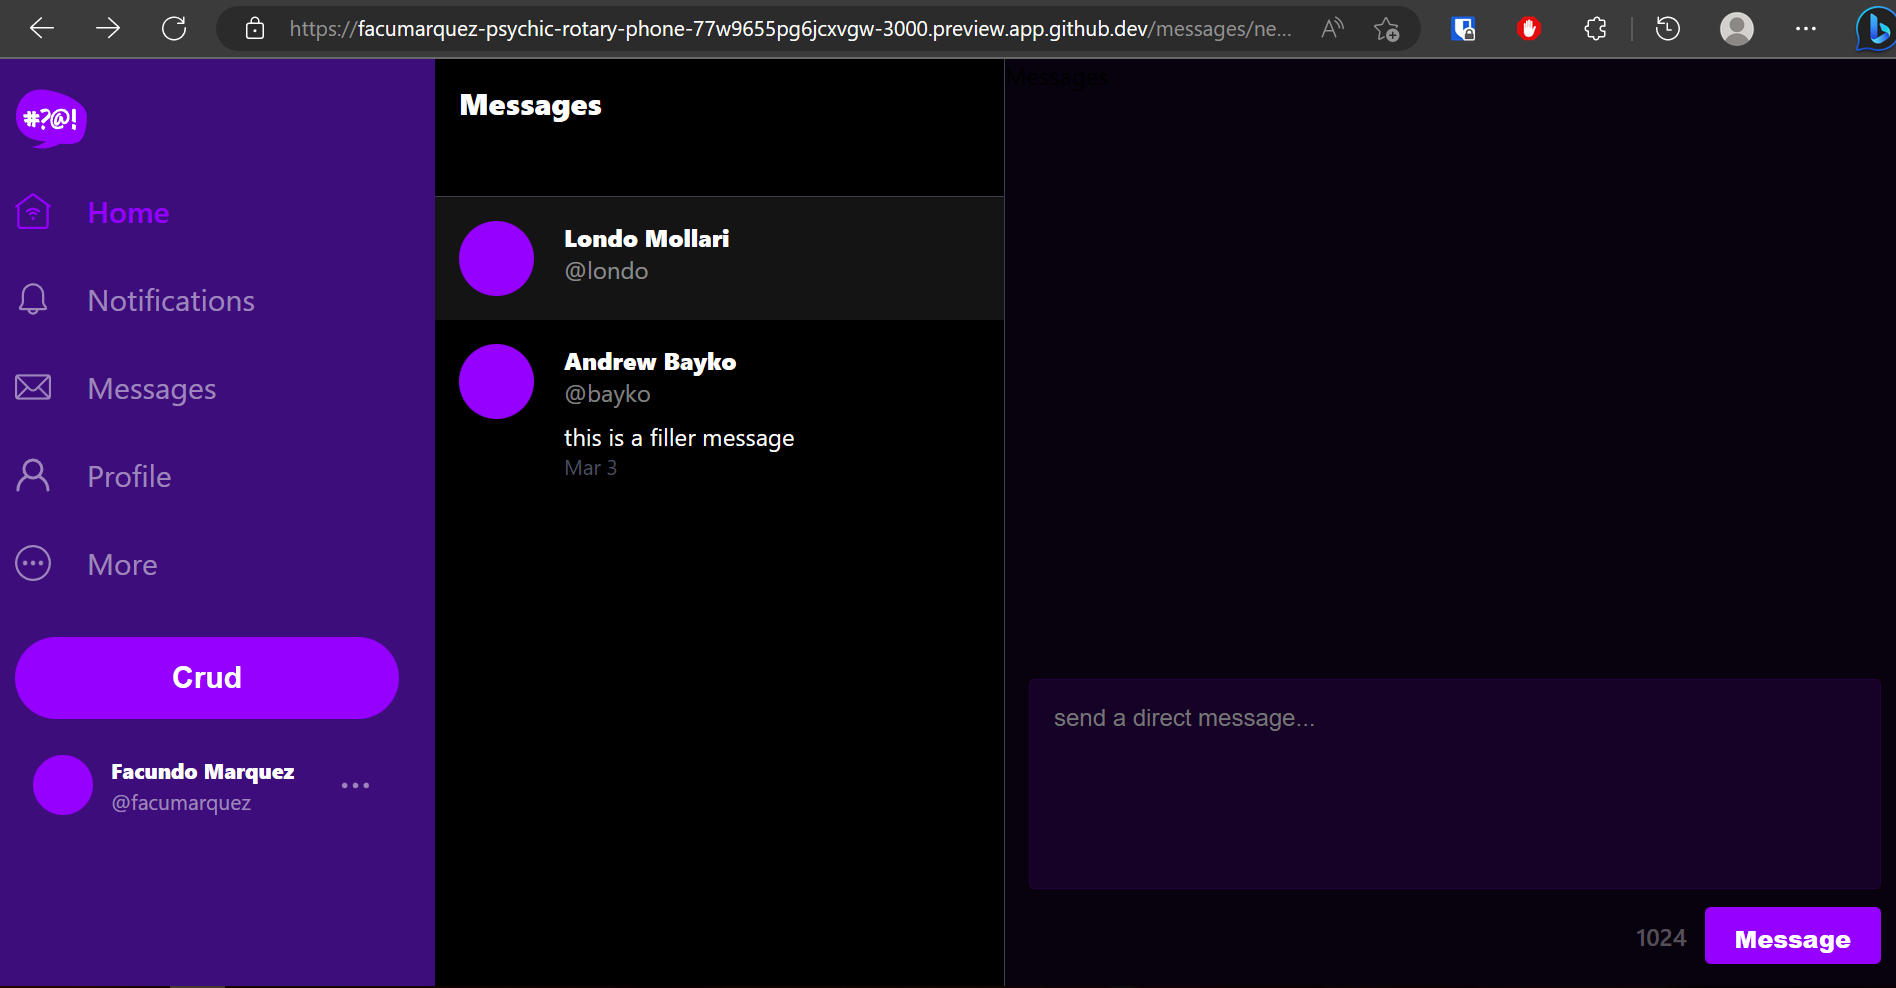 https://facumarquez-psychic-rotary-phone-77w9655pg6jcxvgw-3000.preview.app.github.dev/messages/ne...
#?@!
Home
Notifications
Messages
Profile
More
Crud
Facundo Marquez
@facumarquez
Messages
Londo Mollari
@londo
Andrew Bayko
@bayko
this is a filler message
Mar 3
Messages
send a direct message...
1024
Message